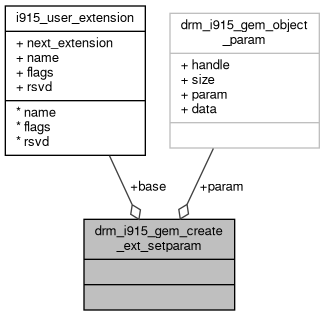 i915_user_extension
+ next_extension
+ name
+ flags
+ rsvd
* name
* flags
* rsvd
drm_i915_gem_object
_param
+ handle
+ size
+ param
+ data
+base
+param
drm_i915_gem_create
_ext_setparam